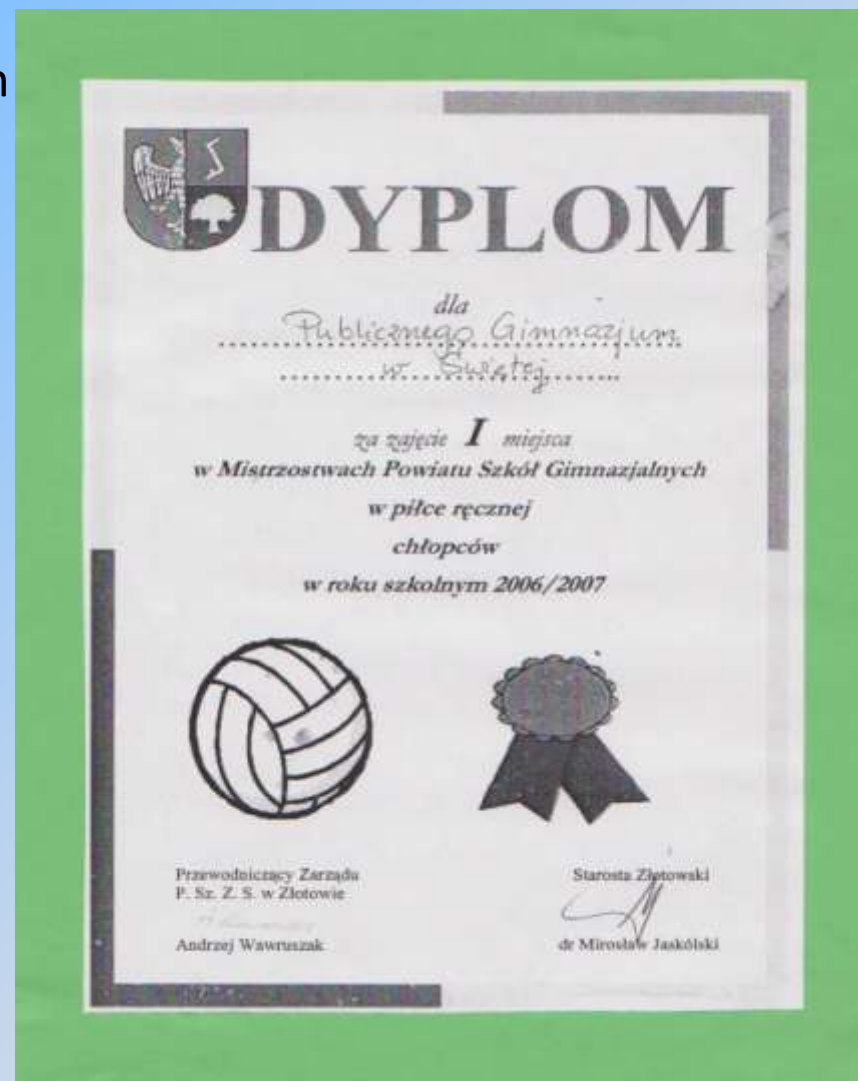 DYPLOM
dla
Publicznego Gimnazjum
w Świętej
za zajęcie I miejsca
w Mistrzostwach Powiatu Szkół Gimnazjalnych
w piłce ręcznej
chłopców
w roku szkolnym 2006/2007
Przewodniczący Zarządu
P. Sz. Z. S. w Złotowie
Andrzej Wawruszak
Starosta Złotowski
dr Mirosław Jaskólski